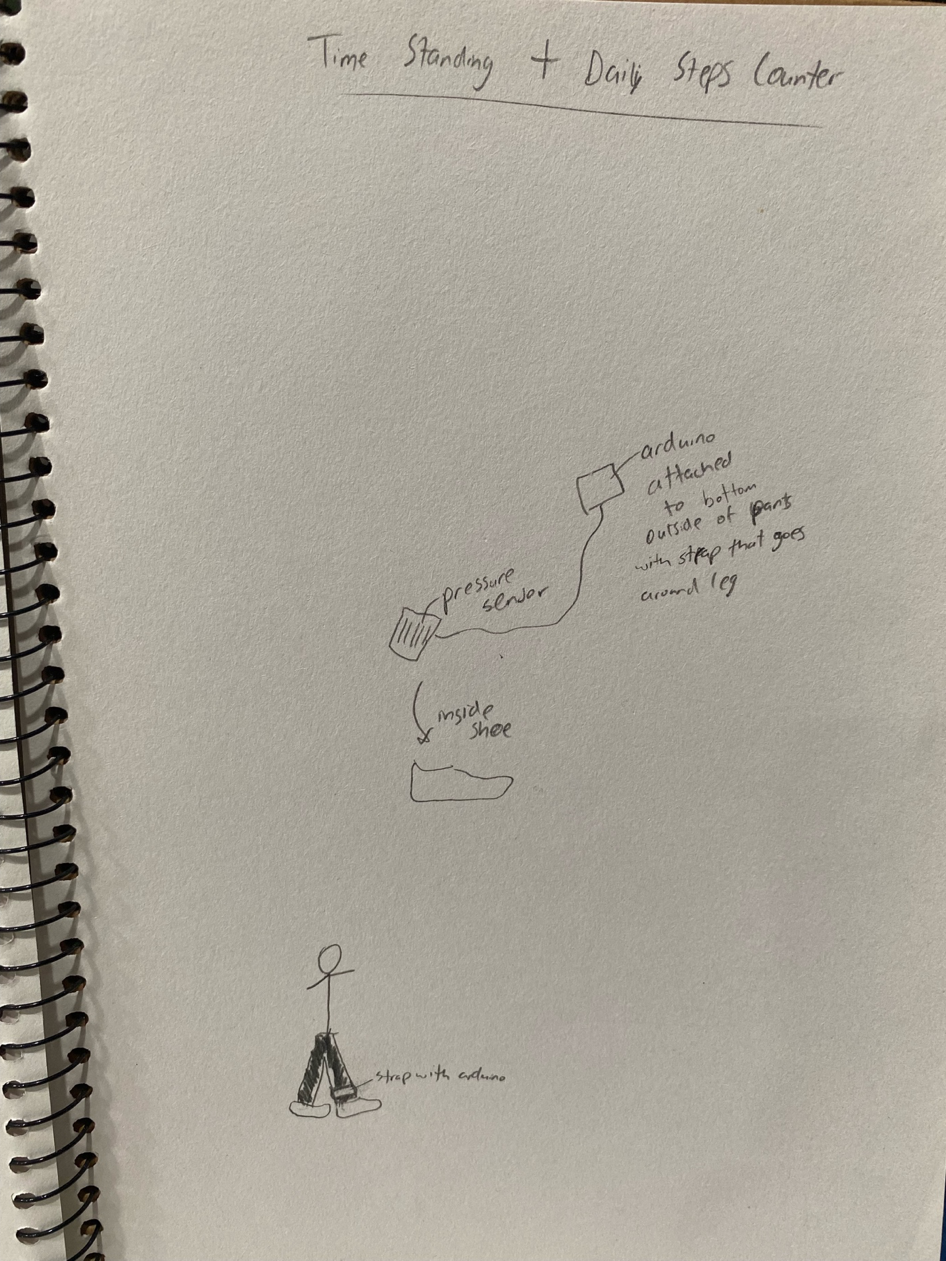 Time Standing + Daily Steps Counter
arduino
attached
to bottom
outside of pants
with strap that goes
around leg
pressure
sensor
inside
shoe
strap with arduino